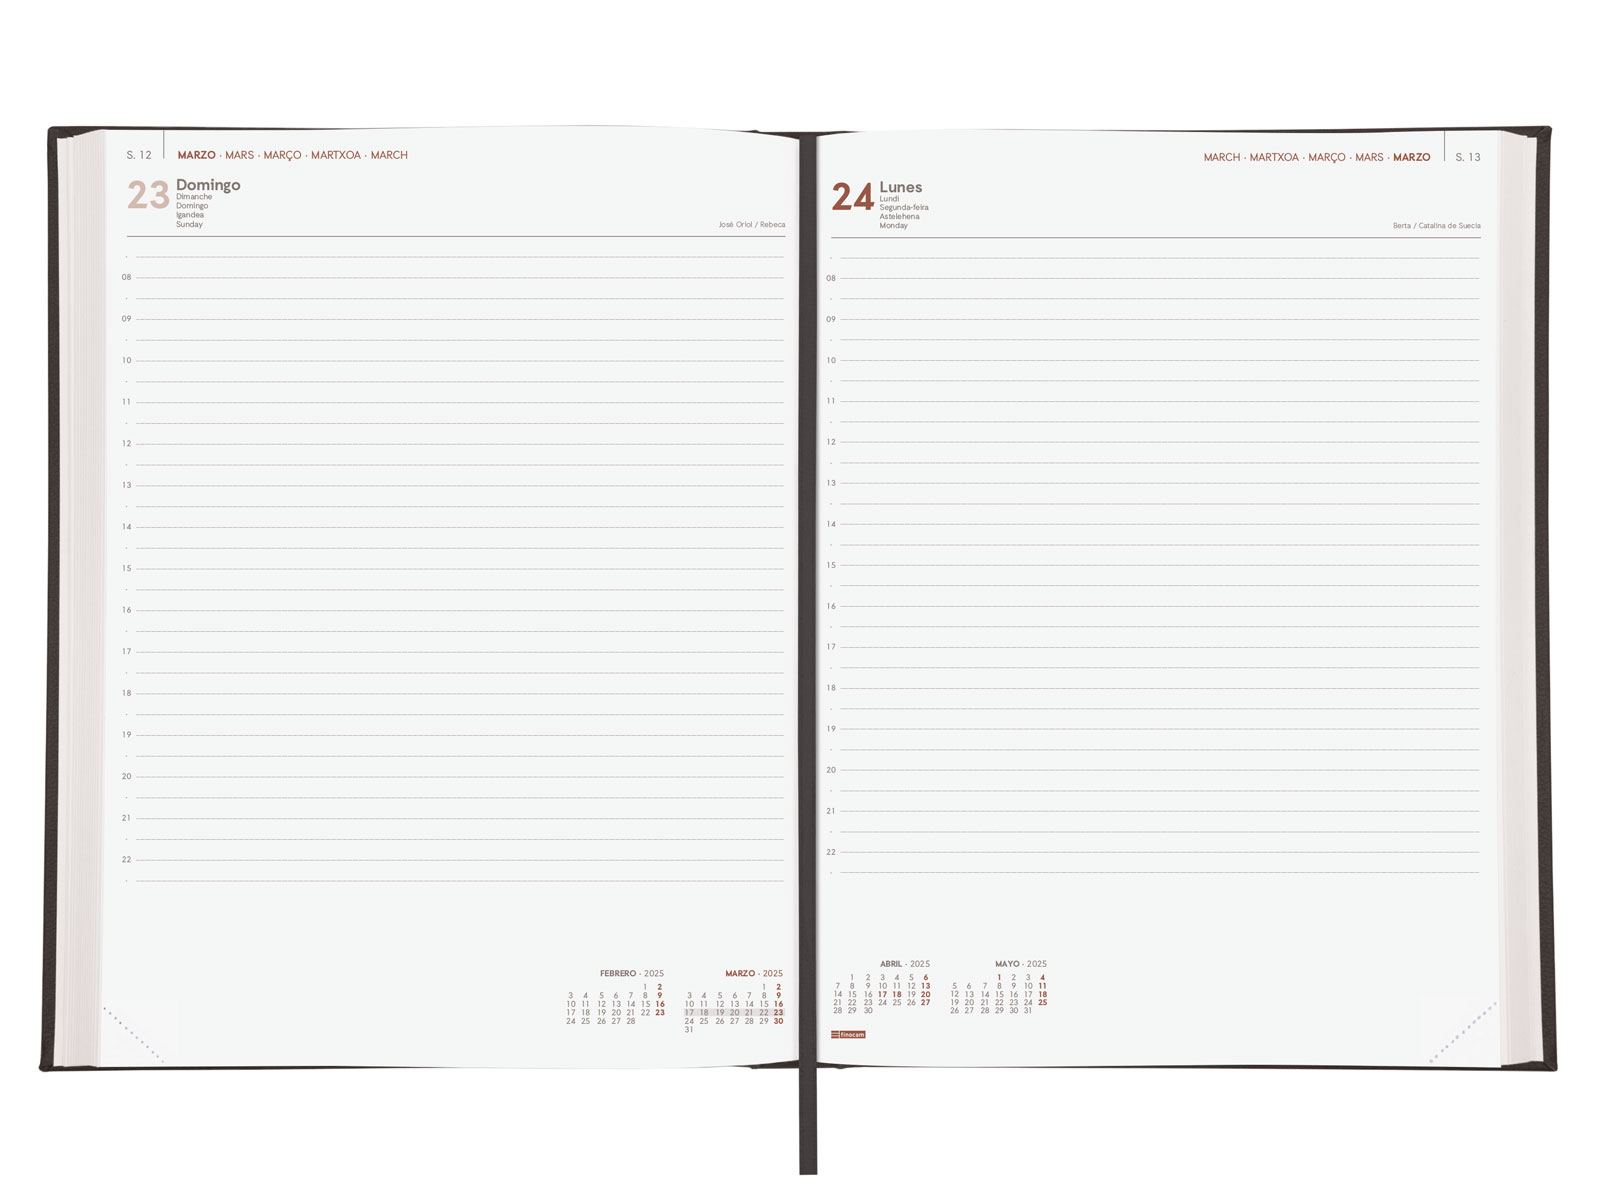 S. 12
MARZO · MARS · MARÇO · MARTXOA · MARCH
23 Domingo
Dimanche
Domingo
Igandea
Sunday
José Oriol / Rebeca
08
09
10
11
12
13
14
15
16
17
18
19
20
21
22
FEBRERO · 2025
1 2
3 4 5 6 7 8 9
10 11 12 13 14 15 16
17 18 19 20 21 22 23
24 25 26 27 28
MARZO · 2025
1 2
3 4 5 6 7 8 9
10 11 12 13 14 15 16
17 18 19 20 21 22 23
24 25 26 27 28 29 30
31
MARCH · MARTXOA · MARÇO · MARS · MARZO
S. 13
24 Lunes
Lundi
Segunda-feira
Astelehena
Monday
Berta / Catalina de Suecia
08
09
10
11
12
13
14
15
16
17
18
19
20
21
22
ABRIL · 2025
1 2 3 4 5 6
7 8 9 10 11 12 13
14 15 16 17 18 19 20
21 22 23 24 25 26 27
28 29 30
MAYO · 2025
1 2 3 4
5 6 7 8 9 10 11
12 13 14 15 16 17 18
19 20 21 22 23 24 25
26 27 28 29 30 31
finocam